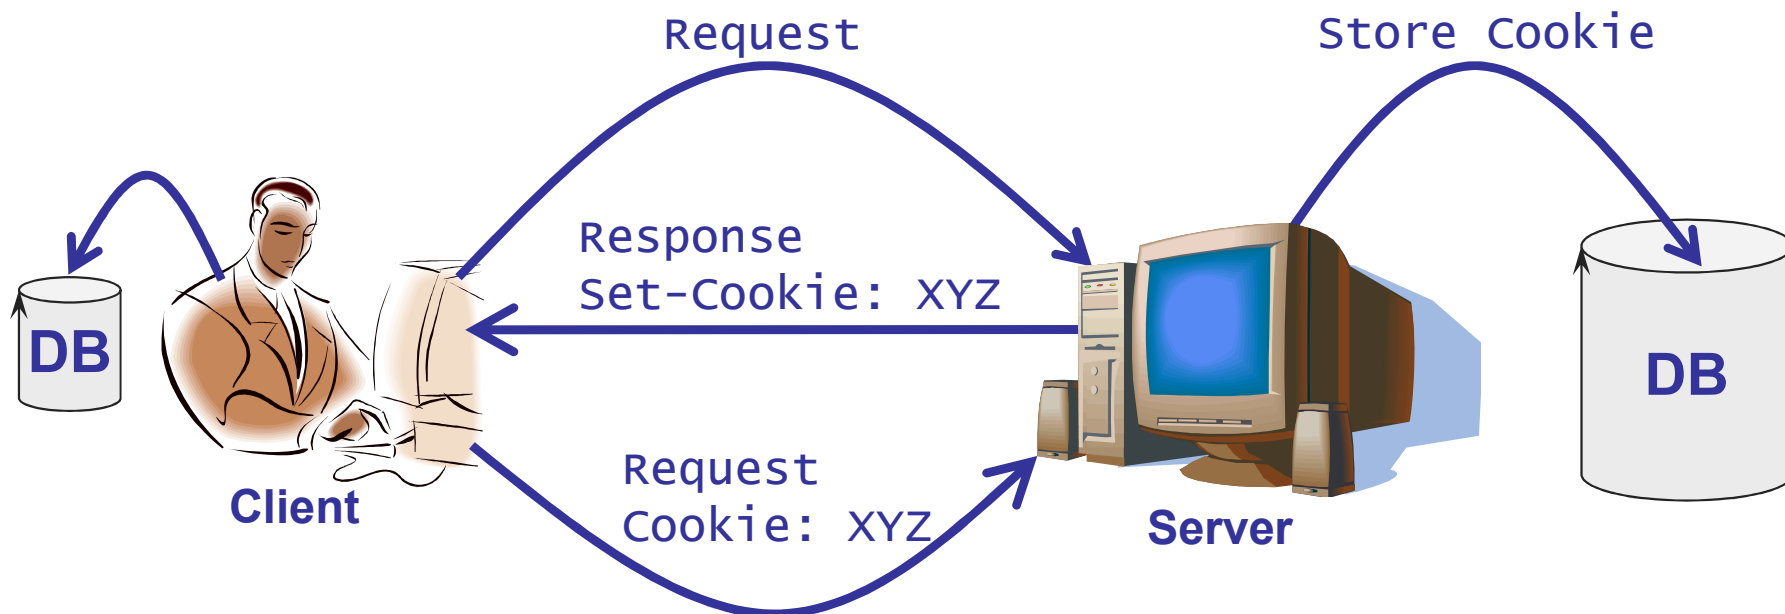 Request
Store Cookie
Response
Set-Cookie: XYZ
DB
DB
Request
Cookie: XYZ
Client
Server